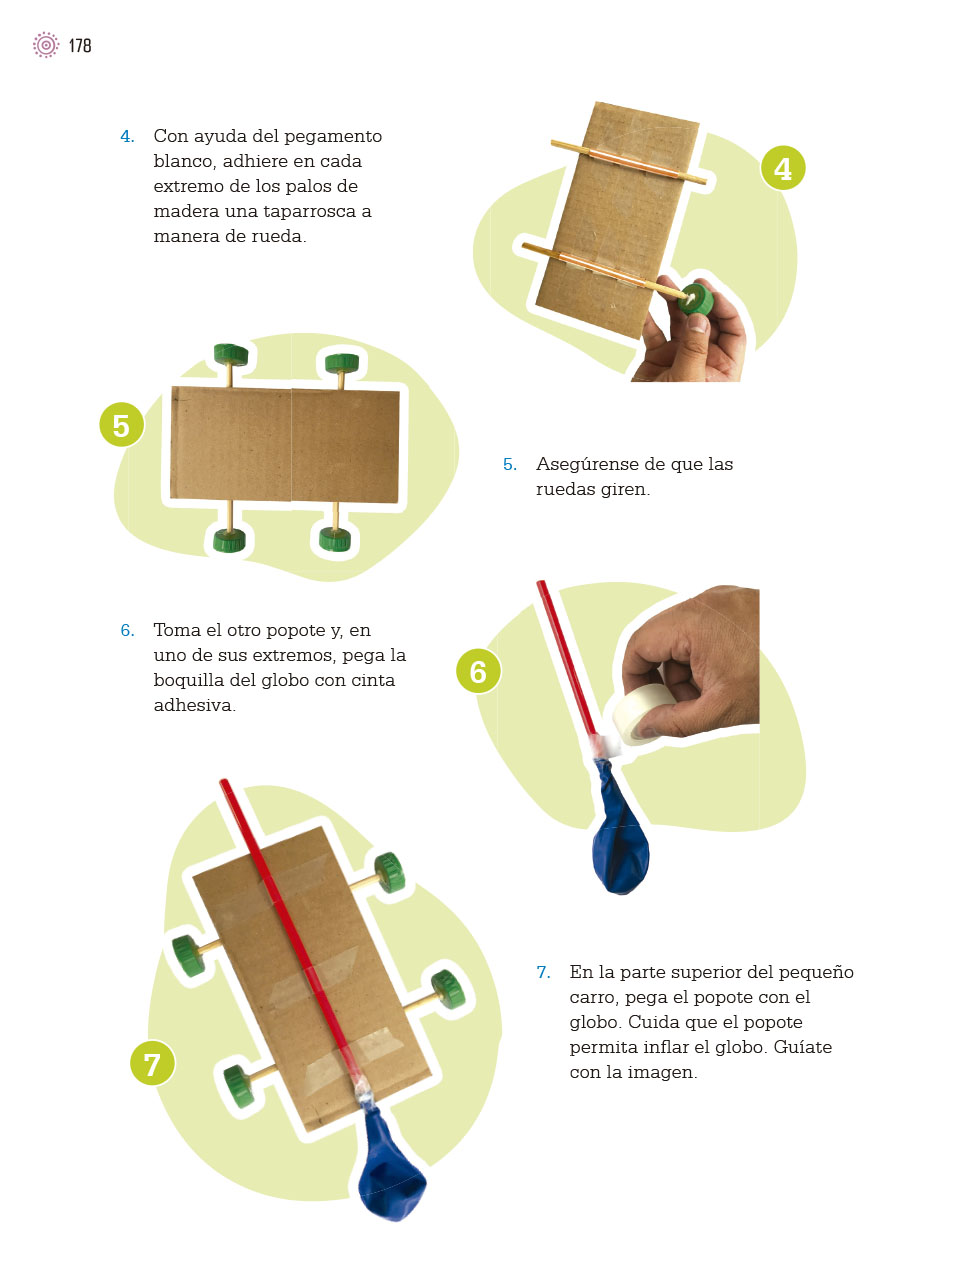 178
4. Con ayuda del pegamento
blanco, adhiere en cada
extremo de los palos de
madera una taparrosca a
manera de rueda.
4
5
5. Asegúrense de que las
ruedas giren.
6. Toma el otro popote y, en
uno de sus extremos, pega la
boquilla del globo con cinta
adhesiva.
6
7. En la parte superior del pequeño
carro, pega el popote con el
globo. Cuida que el popote
permita inflar el globo. Guíate
con la imagen.
7